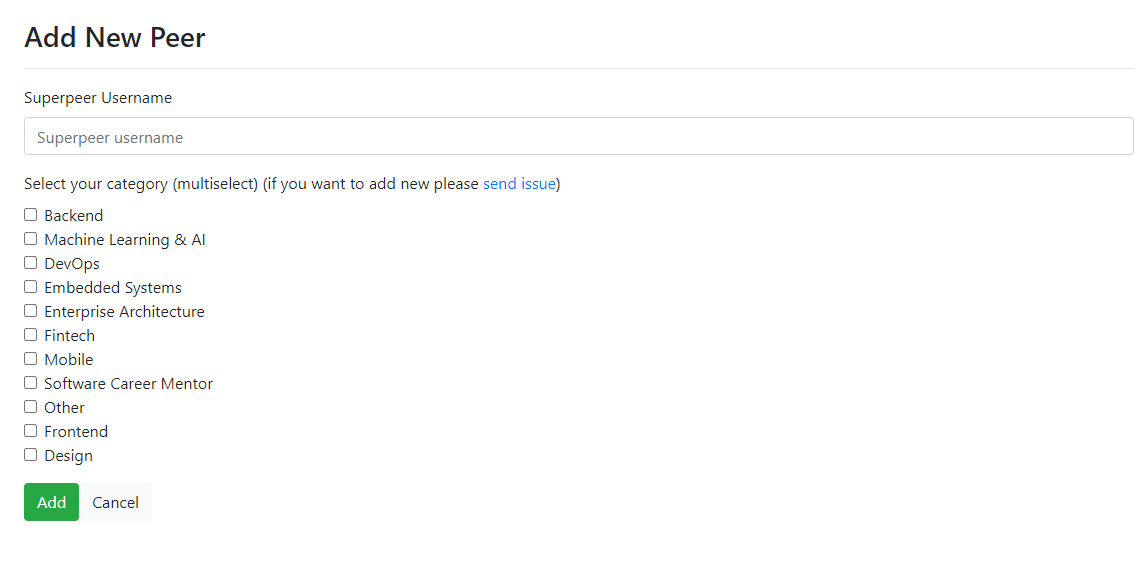 Add New Peer
Superpeer Username
Superpeer username
Select your category (multiselect) (if you want to add new please send issue)
Backend
Machine Learning & AI
DevOps
Embedded Systems
Enterprise Architecture
Fintech
Mobile
Software Career Mentor
Other
Frontend
Design
Add Cancel